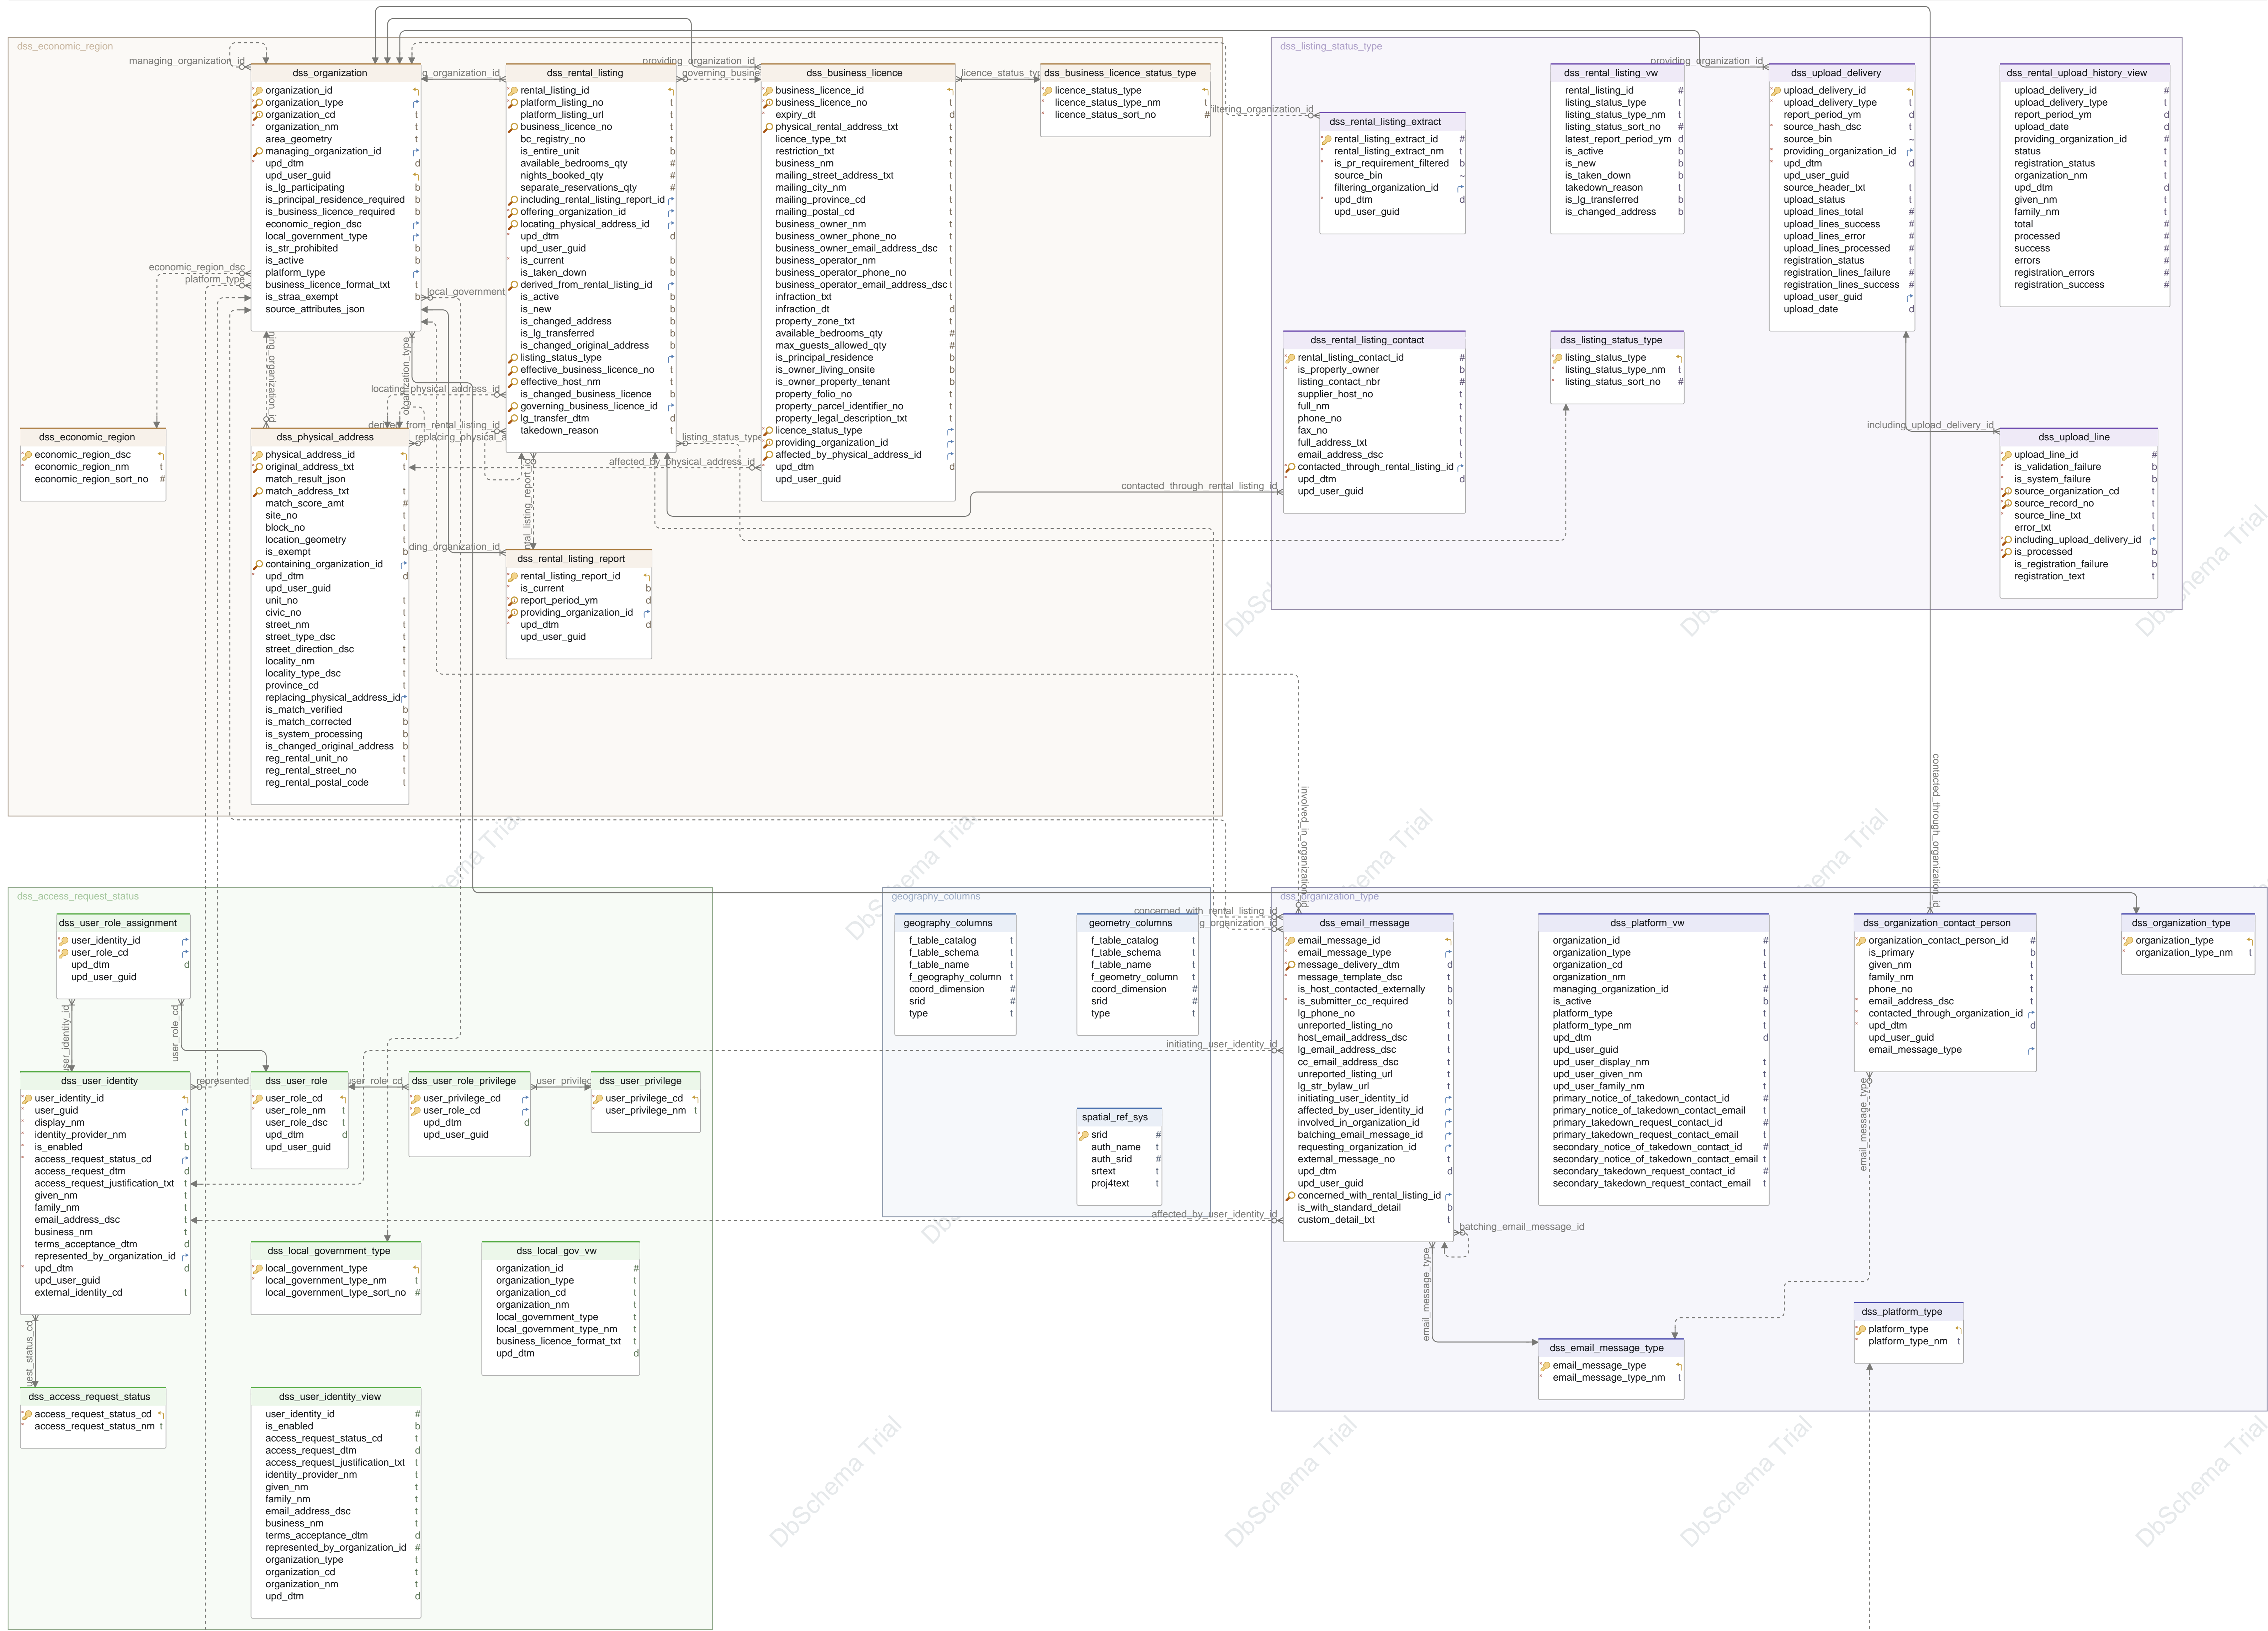 dss_economic_region
managing_organization_id
dss_organization
organization_id
organization_type
organization_cd
organization_nm
area_geometry
managing_organization_id
upd_dtm
upd_user_guid
is_lg_participating
is_principal_residence_required
is_business_licence_required
economic_region_dsc
local_government_type
is_str_prohibited
is_active
platform_type
business_licence_format_txt
is_straa_exempt
source_attributes_json
g_organization_id
dss_rental_listing
rental_listing_id
platform_listing_no
platform_listing_url
business_licence_no
bc_registry_no
is_entire_unit
available_bedrooms_qty
nights_booked_qty
separate_reservations_qty
including_rental_listing_report_id
offering_organization_id
locating_physical_address_id
upd_dtm
upd_user_guid
is_current
is_taken_down
derived_from_rental_listing_id
is_active
is_new
is_changed_address
is_lg_transferred
is_changed_original_address
listing_status_type
effective_business_licence_no
effective_host_nm
is_changed_business_licence
governing_business_licence_id
lg_transfer_dtm
takedown_reason
providing_organization_id
governing_busine
dss_business_licence
business_licence_id
business_licence_no
expiry_dt
physical_rental_address_txt
licence_type_txt
restriction_txt
business_nm
mailing_street_address_txt
mailing_city_nm
mailing_province_cd
mailing_postal_cd
business_owner_nm
business_owner_phone_no
business_owner_email_address_dsc
business_operator_nm
business_operator_phone_no
business_operator_email_address_dsc
infraction_txt
infraction_dt
property_zone_txt
available_bedrooms_qty
max_guests_allowed_qty
is_principal_residence
is_owner_living_onsite
is_owner_property_tenant
property_folio_no
property_parcel_identifier_no
property_legal_description_txt
licence_status_type
providing_organization_id
affected_by_physical_address_id
upd_dtm
upd_user_guid
licence_status_typ
dss_business_licence_status_type
licence_status_type
licence_status_type_nm
licence_status_sort_no
economic_region_dsc
platform_type
local_government
ning_organization_id
organization_type
locating_physical_address_id
derived_from_rental_listing_id
replacing_physical_a
listing_status_type
affected_by_physical_address_id
ntal_listing_report_id
ding_organization_id
dss_economic_region
economic_region_dsc
economic_region_nm
economic_region_sort_no
dss_physical_address
physical_address_id
original_address_txt
match_result_json
match_address_txt
match_score_amt
site_no
block_no
location_geometry
is_exempt
containing_organization_id
upd_dtm
upd_user_guid
unit_no
civic_no
street_nm
street_type_dsc
street_direction_dsc
locality_nm
locality_type_dsc
province_cd
replacing_physical_address_id
is_match_verified
is_match_corrected
is_system_processing
is_changed_original_address
reg_rental_unit_no
reg_rental_street_no
reg_rental_postal_code
dss_rental_listing_report
rental_listing_report_id
is_current
report_period_ym
providing_organization_id
upd_dtm
upd_user_guid
dss_listing_status_type
filtering_organization_id
dss_rental_listing_extract
rental_listing_extract_id
rental_listing_extract_nm
is_pr_requirement_filtered
source_bin
filtering_organization_id
upd_dtm
upd_user_guid
dss_rental_listing_vw
rental_listing_id
listing_status_type
listing_status_type_nm
listing_status_sort_no
latest_report_period_ym
is_active
is_new
is_taken_down
takedown_reason
is_lg_transferred
is_changed_address
providing_organization_id
dss_upload_delivery
upload_delivery_id
upload_delivery_type
report_period_ym
source_hash_dsc
source_bin
providing_organization_id
upd_dtm
upd_user_guid
source_header_txt
upload_status
upload_lines_total
upload_lines_success
upload_lines_error
upload_lines_processed
registration_status
registration_lines_failure
registration_lines_success
upload_user_guid
upload_date
dss_rental_upload_history_view
upload_delivery_id
upload_delivery_type
report_period_ym
upload_date
providing_organization_id
status
registration_status
organization_nm
upd_dtm
given_nm
family_nm
total
processed
success
errors
registration_errors
registration_success
dss_rental_listing_contact
rental_listing_contact_id
is_property_owner
listing_contact_nbr
supplier_host_no
full_nm
phone_no
fax_no
full_address_txt
email_address_dsc
contacted_through_rental_listing_id
upd_dtm
upd_user_guid
contacted_through_rental_listing_id
dss_listing_status_type
listing_status_type
listing_status_type_nm
listing_status_sort_no
including_upload_delivery_id
dss_upload_line
upload_line_id
is_validation_failure
is_system_failure
source_organization_cd
source_record_no
source_line_txt
error_txt
including_upload_delivery_id
is_processed
is_registration_failure
registration_text
involved_in_organization_id
contacted_through_organization_id
dss_access_request_status
dss_user_role_assignment
user_identity_id
user_role_cd
upd_dtm
upd_user_guid
user_identity_id
user_role_cd
dss_user_identity
user_identity_id
user_guid
display_nm
identity_provider_nm
is_enabled
access_request_status_cd
access_request_dtm
access_request_justification_txt
given_nm
family_nm
email_address_dsc
business_nm
terms_acceptance_dtm
represented_by_organization_id
upd_dtm
upd_user_guid
external_identity_cd
represented
dss_user_role
user_role_cd
user_role_nm
user_role_dsc
upd_dtm
upd_user_guid
user_role_cd
dss_user_role_privilege
user_privilege_cd
user_role_cd
upd_dtm
upd_user_guid
user_privileg
dss_user_privilege
user_privilege_cd
user_privilege_nm
dss_local_government_type
local_government_type
local_government_type_nm
local_government_type_sort_no
dss_local_gov_vw
organization_id
organization_type
organization_cd
organization_nm
local_government_type
local_government_type_nm
business_licence_format_txt
upd_dtm
uest_status_cd
dss_access_request_status
access_request_status_cd
access_request_status_nm
dss_user_identity_view
user_identity_id
is_enabled
access_request_status_cd
access_request_dtm
access_request_justification_txt
identity_provider_nm
given_nm
family_nm
email_address_dsc
business_nm
terms_acceptance_dtm
represented_by_organization_id
organization_type
organization_cd
organization_nm
upd_dtm
geography_columns
geography_columns
f_table_catalog
f_table_schema
f_table_name
f_geography_column
coord_dimension
srid
type
geometry_columns
f_table_catalog
f_table_schema
f_table_name
f_geometry_column
coord_dimension
srid
type
spatial_ref_sys
srid
auth_name
auth_srid
srtext
proj4text
dss_organization_type
concerned_with_rental_listing_id
g_organization_id
initiating_user_identity_id
affected_by_user_identity_id
dss_email_message
email_message_id
email_message_type
message_delivery_dtm
message_template_dsc
is_host_contacted_externally
is_submitter_cc_required
lg_phone_no
unreported_listing_no
host_email_address_dsc
lg_email_address_dsc
cc_email_address_dsc
unreported_listing_url
lg_str_bylaw_url
initiating_user_identity_id
affected_by_user_identity_id
involved_in_organization_id
batching_email_message_id
requesting_organization_id
external_message_no
upd_dtm
upd_user_guid
concerned_with_rental_listing_id
is_with_standard_detail
custom_detail_txt
batching_email_message_id
email_message_type
dss_platform_vw
organization_id
organization_type
organization_cd
organization_nm
managing_organization_id
is_active
platform_type
platform_type_nm
upd_dtm
upd_user_guid
upd_user_display_nm
upd_user_given_nm
upd_user_family_nm
primary_notice_of_takedown_contact_id
primary_notice_of_takedown_contact_email
primary_takedown_request_contact_id
primary_takedown_request_contact_email
secondary_notice_of_takedown_contact_id
secondary_notice_of_takedown_contact_email
secondary_takedown_request_contact_id
secondary_takedown_request_contact_email
dss_organization_contact_person
organization_contact_person_id
is_primary
given_nm
family_nm
phone_no
email_address_dsc
contacted_through_organization_id
upd_dtm
upd_user_guid
email_message_type
email_message_type
dss_organization_type
organization_type
organization_type_nm
dss_email_message_type
email_message_type
email_message_type_nm
dss_platform_type
platform_type
platform_type_nm
DbSchema Trial
DbSchema Trial
DbSchema Trial
DbSchema Trial